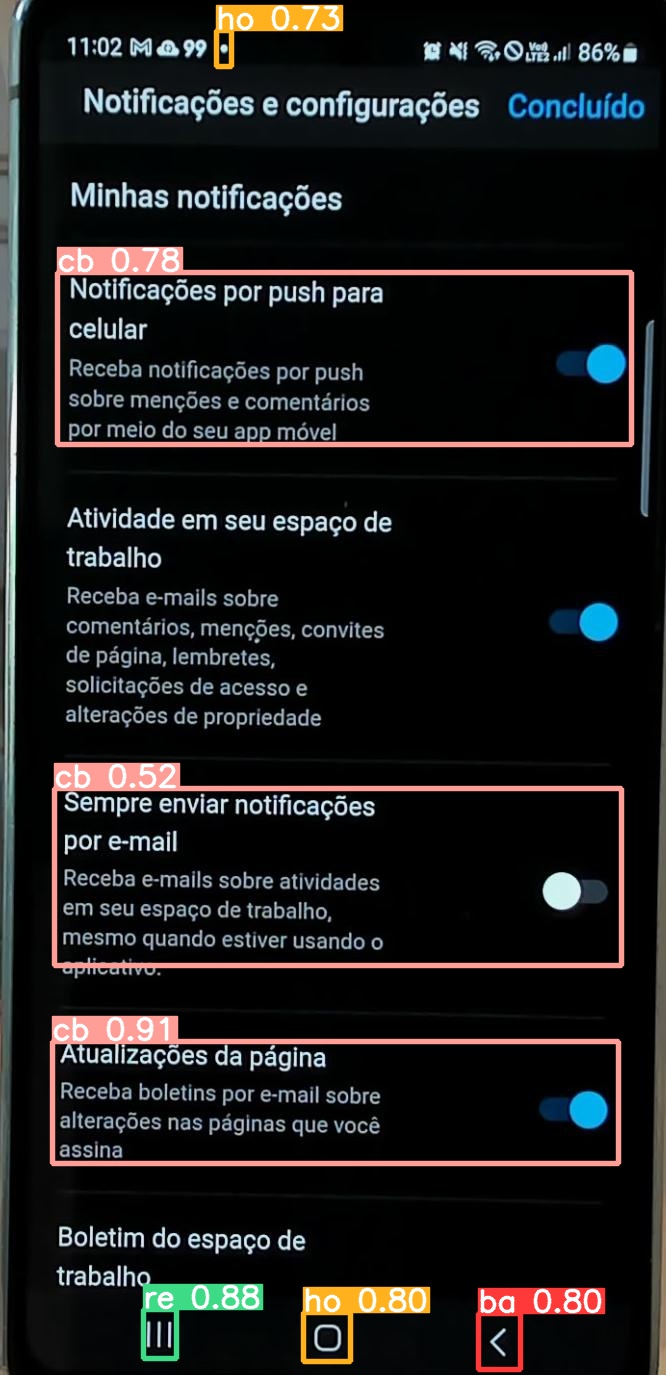 ho 0.73
11:02 99 86%
Notificações e configurações Concluído
Minhas notificações
cb 0.78
Notificações por push para
celular
Receba notificações por push
sobre menções e comentários
por meio do seu app móvel
Atividade em seu espaço de
trabalho
Receba e-mails sobre
comentários, menções, convites
de página, lembretes,
solicitações de acesso e
alterações de propriedade
cb 0.52
Sempre enviar notificações
por e-mail
Receba e-mails sobre atividades
em seu espaço de trabalho,
mesmo quando estiver usando o
aplicativo.
cb 0.91
Atualizações da página
Receba boletins por e-mail sobre
alterações nas páginas que você
assina
Boletim do espaço de
trabalho
re 0.88 ho 0.80 ba 0.80